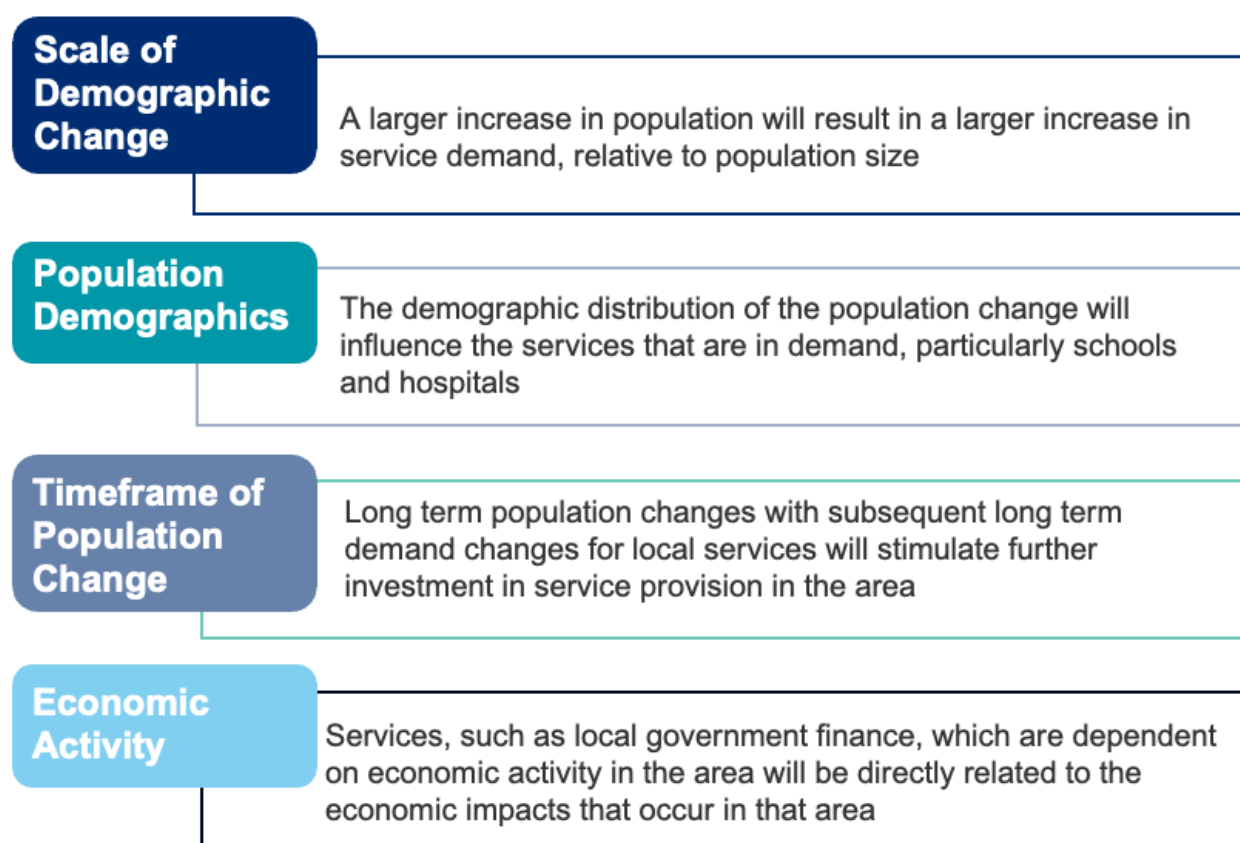 Scale of
Demographic
Change
A larger increase in population will result in a larger increase in
service demand, relative to population size
Population
Demographics
The demographic distribution of the population change will
influence the services that are in demand, particularly schools
and hospitals
Timeframe of
Population
Change
Long term population changes with subsequent long term
demand changes for local services will stimulate further
investment in service provision in the area
Economic
Activity
Services, such as local government finance, which are dependent
on economic activity in the area will be directly related to the
economic impacts that occur in that area